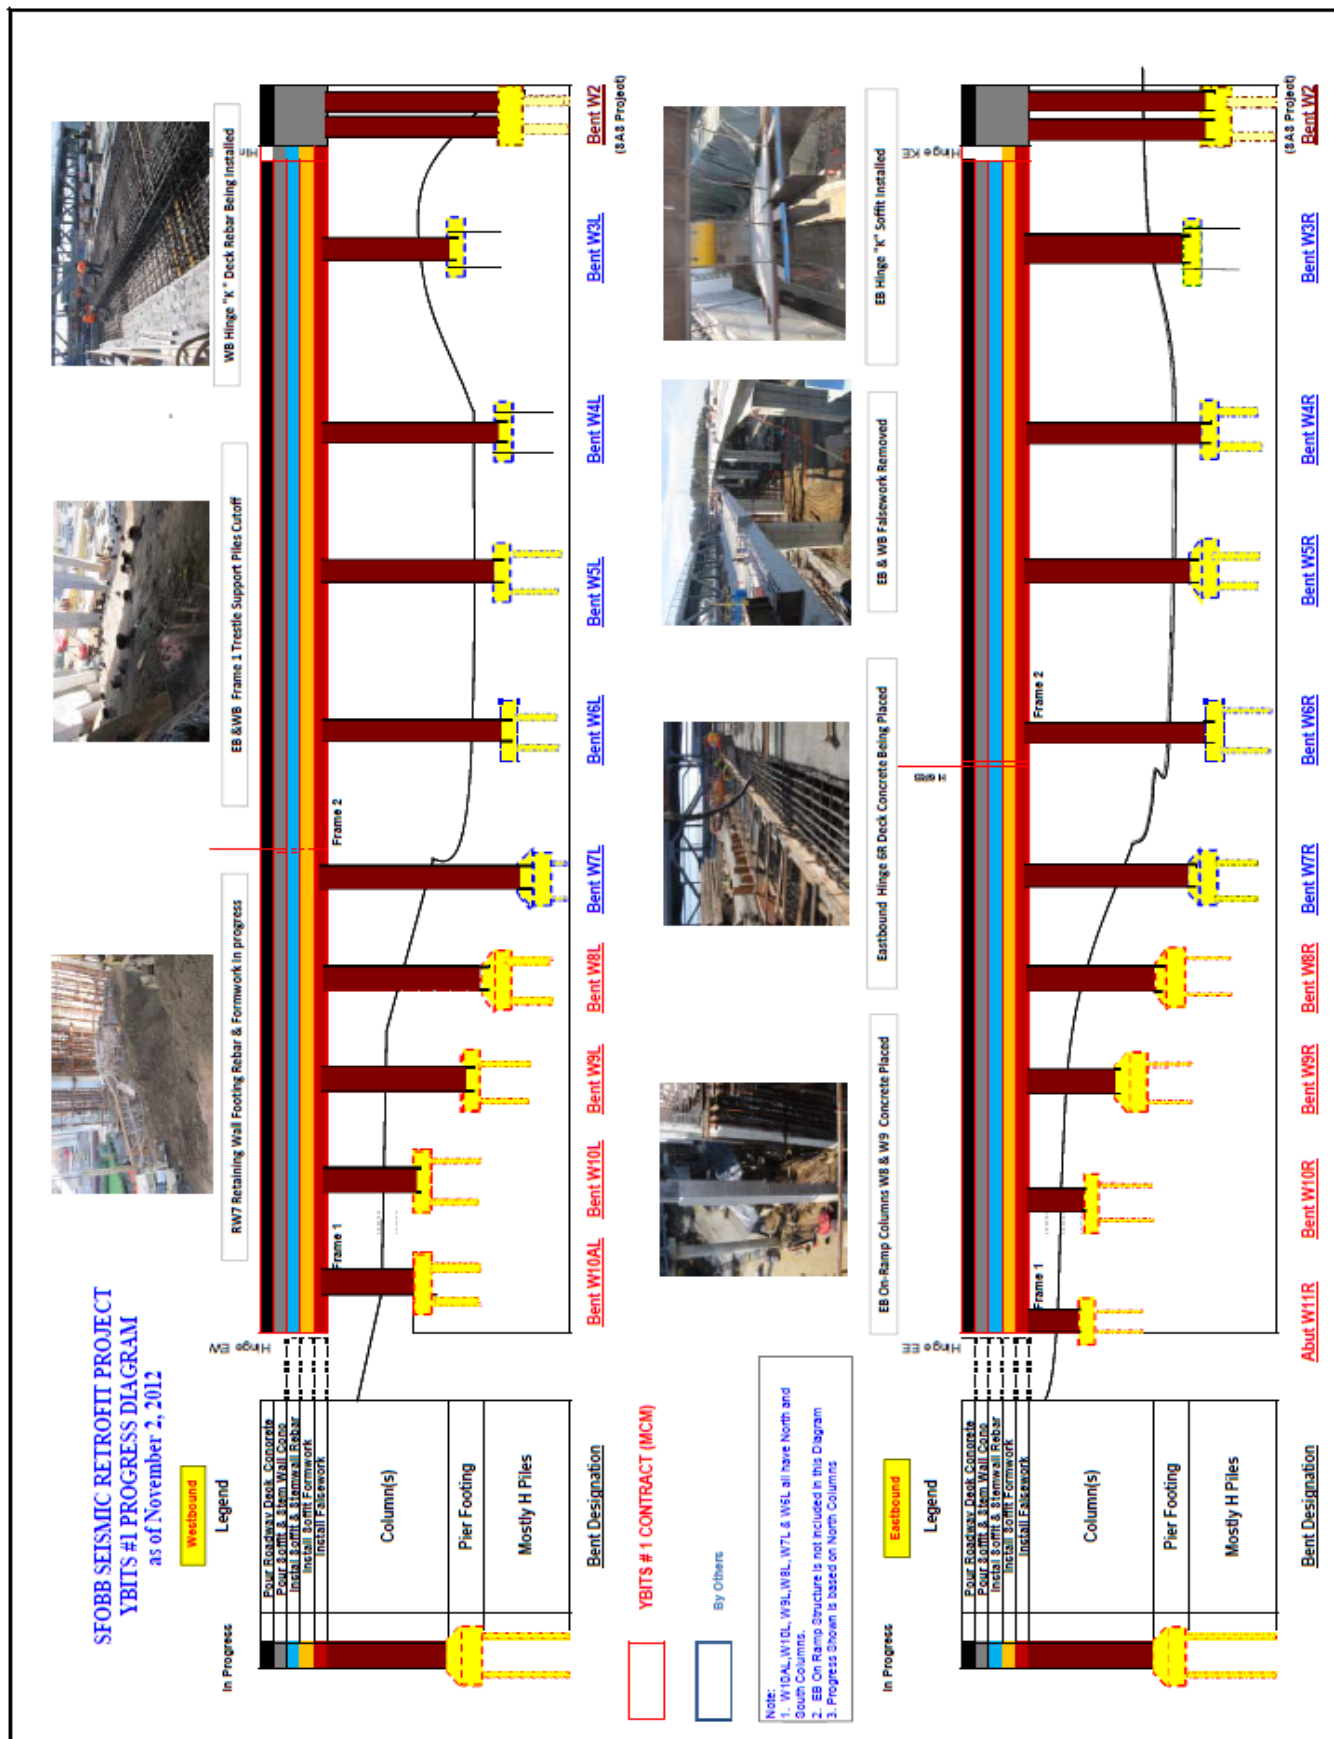 SFOBB SEISMIC RETROFIT PROJECT
YBITS #1 PROGRESS DIAGRAM
as of November 2, 2012
Westbound
In Progress
Legend
Pour Roadway Deck Concrete
Pour Soffit & Stem Wall Conc
Instal Soffit & Stemwall Rebar
Install Soffit Formwork
Install Falsework
Column(s)
Pier Footing
Mostly H Piles
Bent Designation
RW7 Retaining Wall Footing Rebar & Formwork In progress
EB & WB Frame 1 Trestle Support Piles Cutoff
WB Hinge "K" Deck Rebar Being Installed
Hinge EW
Frame 1
Frame 2
Bent W10AL
Bent W10L
Bent W9L
Bent W8L
Bent W7L
Bent W6L
Bent W5L
Bent W4L
Bent W3L
Bent W2
(SAS Project)
YBITS # 1 CONTRACT (MCM)
By Others
Note:
1. W10AL,W10L, W9L,W8L, W7L & W6L all have North and
South Columns.
2. EB On Ramp Structure is not included in this Diagram
3. Progress Shown is based on North Columns
EB On-Ramp Columns W8 & W9 Concrete Placed
Eastbound Hinge 6R Deck Concrete Being Placed
EB & WB Falsework Removed
EB Hinge "K" Soffit Installed
Eastbound
In Progress
Legend
Pour Roadway Deck Concrete
Pour Soffit & Stem Wall Conc
Instal Soffit & Stemwall Rebar
Install Soffit Formwork
Install Falsework
Column(s)
Pier Footing
Mostly H Piles
Bent Designation
Hinge EE
Hinge KE
Frame 1
Frame 2
Abut W11R
Bent W10R
Bent W9R
Bent W8R
Bent W7R
Bent W6R
Bent W5R
Bent W4R
Bent W3R
Bent W2
(SAS Project)